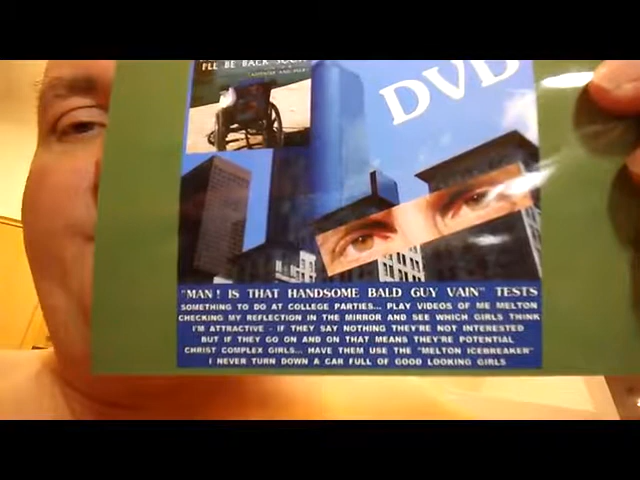 I'LL BE BACK
DVD
"MAN! IS THAT HANDSOME BALD GUY VAIN" TESTS
SOMETHING TO DO AT COLLEGE PARTIES... PLAY VIDEOS OF ME MELTON
CHECKING MY REFLECTION IN THE MIRROR AND SEE WHICH GIRLS THINK
I'M ATTRACTIVE - IF THEY SAY NOTHING THEY'RE NOT INTERESTED
BUT IF THEY GO ON AND ON THAT MEANS THEY'RE POTENTIAL
CHRIST COMPLEX GIRLS... HAVE THEM USE THE "MELTON ICEBREAKER"
I NEVER TURN DOWN A CAR FULL OF GOOD LOOKING GIRLS